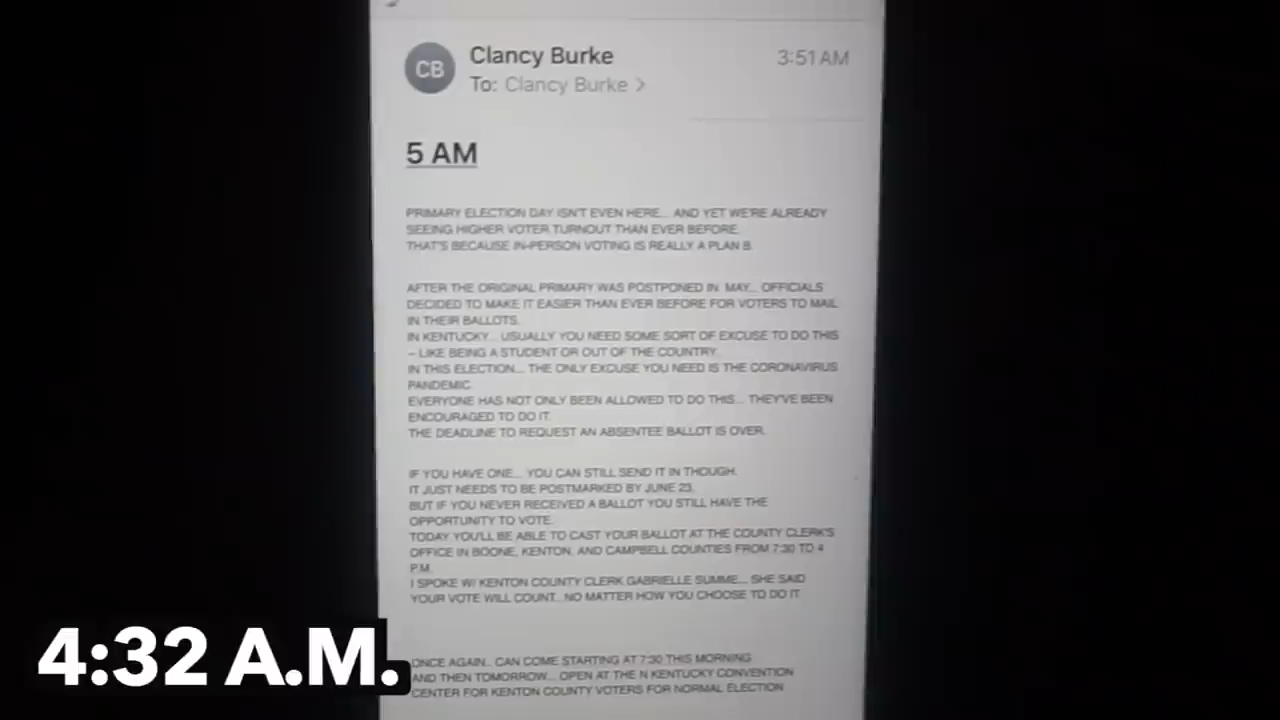 Clancy Burke
3:51 AM
CB
To: Clancy Burke >
5 AM
PRIMARY ELECTION DAY ISN'T EVEN HERE... AND YET WE'RE ALREADY
SEEING HIGHER VOTER TURNOUT THAN EVER BEFORE.
THAT'S BECAUSE IN-PERSON VOTING IS REALLY A PLAN B.
AFTER THE ORIGINAL PRIMARY WAS POSTPONED IN MAY... OFFICIALS
DECIDED TO MAKE IT EASIER THAN EVER BEFORE FOR VOTERS TO MAIL
IN THEIR BALLOTS.
IN KENTUCKY... USUALLY YOU NEED SOME SORT OF EXCUSE TO DO THIS
– LIKE BEING A STUDENT OR OUT OF THE COUNTRY.
IN THIS ELECTION... THE ONLY EXCUSE YOU NEED IS THE CORONAVIRUS
PANDEMIC.
EVERYONE HAS NOT ONLY BEEN ALLOWED TO DO THIS... THEY'VE BEEN
ENCOURAGED TO DO IT.
THE DEADLINE TO REQUEST AN ABSENTEE BALLOT IS OVER.
IF YOU HAVE ONE... YOU CAN STILL SEND IT IN THOUGH.
IT JUST NEEDS TO BE POSTMARKED BY JUNE 23.
BUT IF YOU NEVER RECEIVED A BALLOT YOU STILL HAVE THE
OPPORTUNITY TO VOTE.
TODAY YOU'LL BE ABLE TO CAST YOUR BALLOT AT THE COUNTY CLERK'S
OFFICE IN BOONE, KENTON, AND CAMPBELL COUNTIES FROM 7:30 TO 4
P.M.
I SPOKE W/ KENTON COUNTY CLERK GABRIELLE SUMME... SHE SAID
YOUR VOTE WILL COUNT...NO MATTER HOW YOU CHOOSE TO DO IT
ONCE AGAIN... CAN COME STARTING AT 7:30 THIS MORNING
AND THEN TOMORROW... OPEN AT THE N KENTUCKY CONVENTION
CENTER FOR KENTON COUNTY VOTERS FOR NORMAL ELECTION
4:32 A.M.